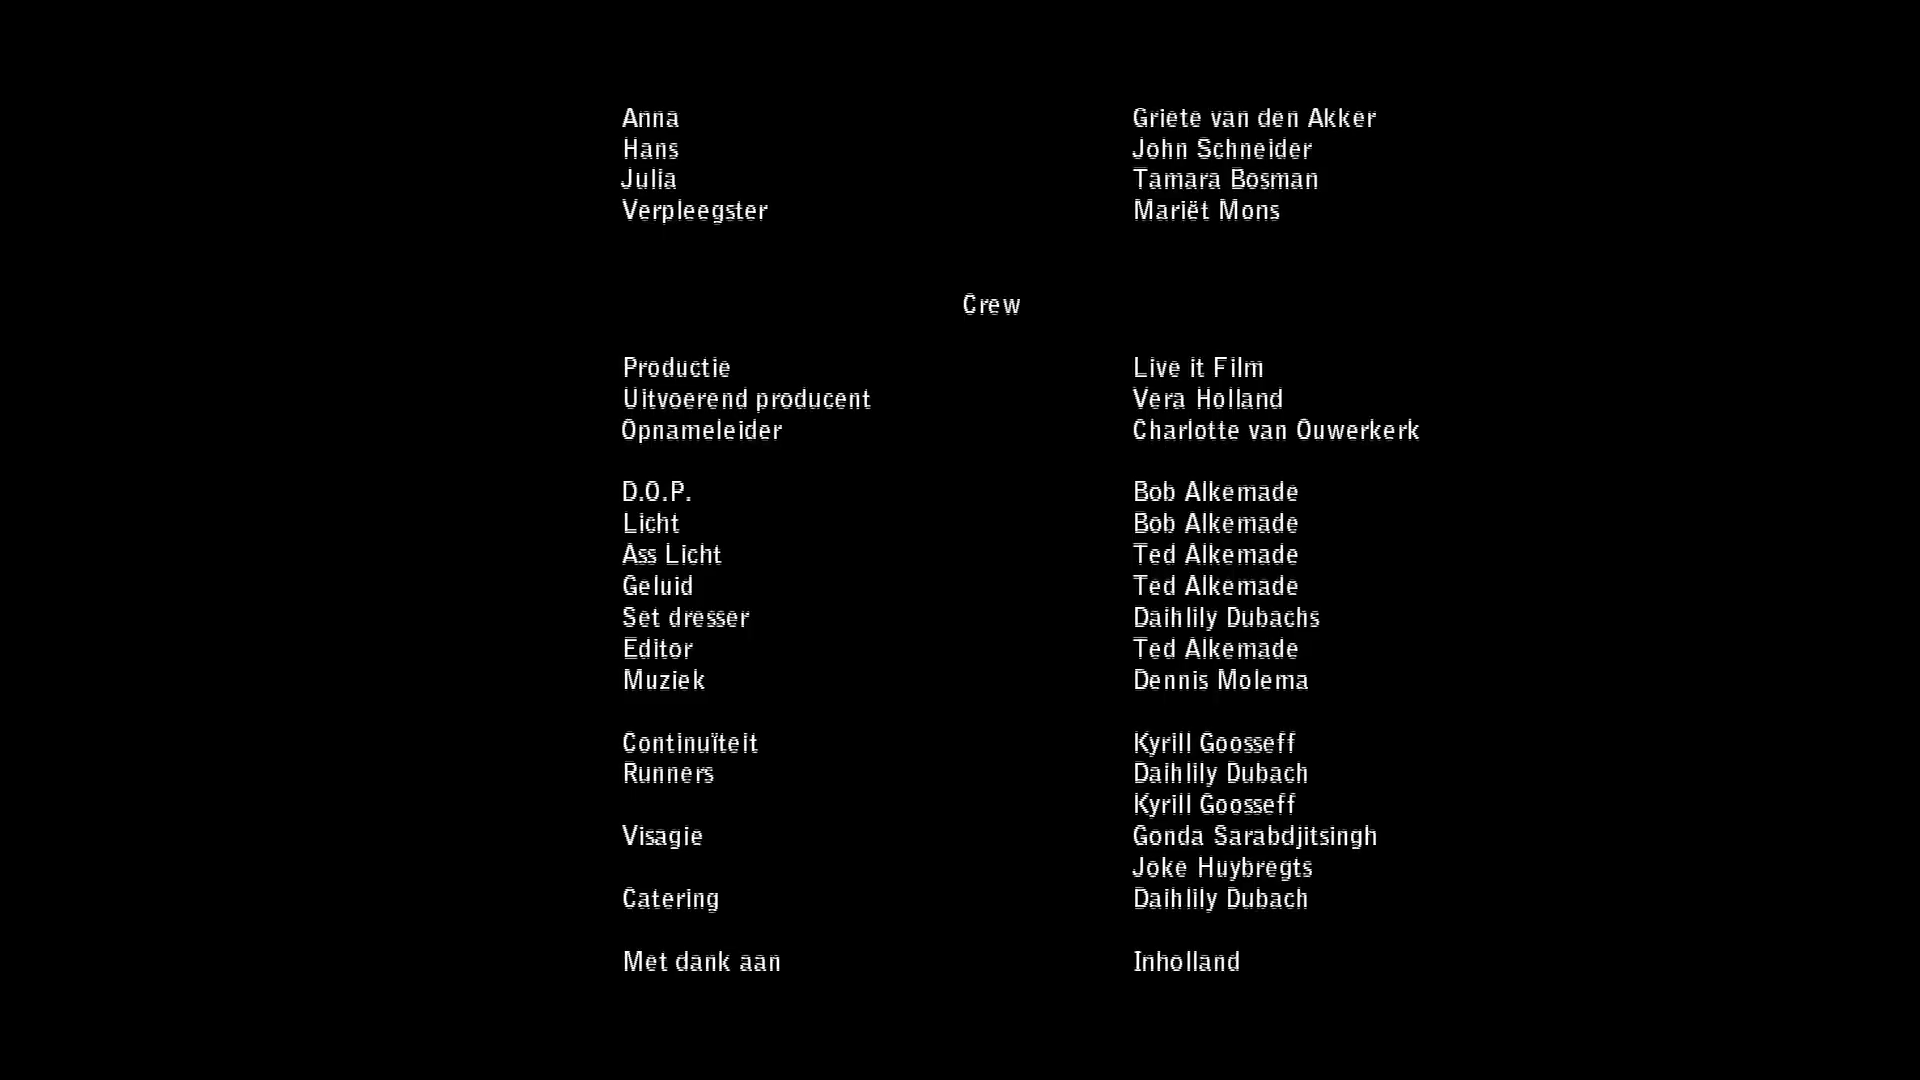 Anna Griete van den Akker
Hans John Schneider
Julia Tamara Bosman
Verpleegster Mariët Mons
Crew
Productie Live it Film
Uitvoerend producent Vera Holland
Opnameleider Charlotte van Ouwerkerk
D.O.P. Bob Alkemade
Licht Bob Alkemade
Ass Licht Ted Alkemade
Geluid Ted Alkemade
Set dresser Daihlily Dubachs
Editor Ted Alkemade
Muziek Dennis Molema
Continuïteit Kyrill Goosseff
Runners Daihlily Dubach
Kyrill Goosseff
Visagie Gonda Sarabdjitsingh
Joke Huybregts
Catering Daihlily Dubach
Met dank aan Inholland